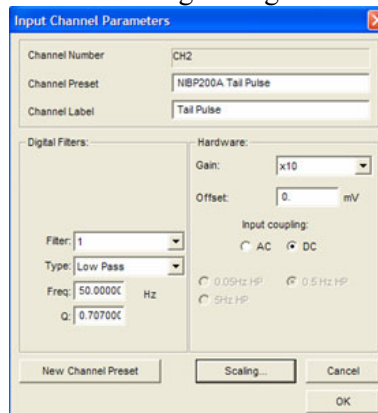 Input Channel Parameters
Channel Number CH2
Channel Preset NIBP200A Tail Pulse
Channel Label Tail Pulse
Digital Filters:
Filter: 1
Type: Low Pass
Freq: 50.00000 Hz
Q: 0.707000
Hardware:
Gain: x10
Offset: 0. mV
Input coupling:
AC DC
0.05Hz HP 0.5 Hz HP
5Hz HP
New Channel Preset Scaling... Cancel
OK